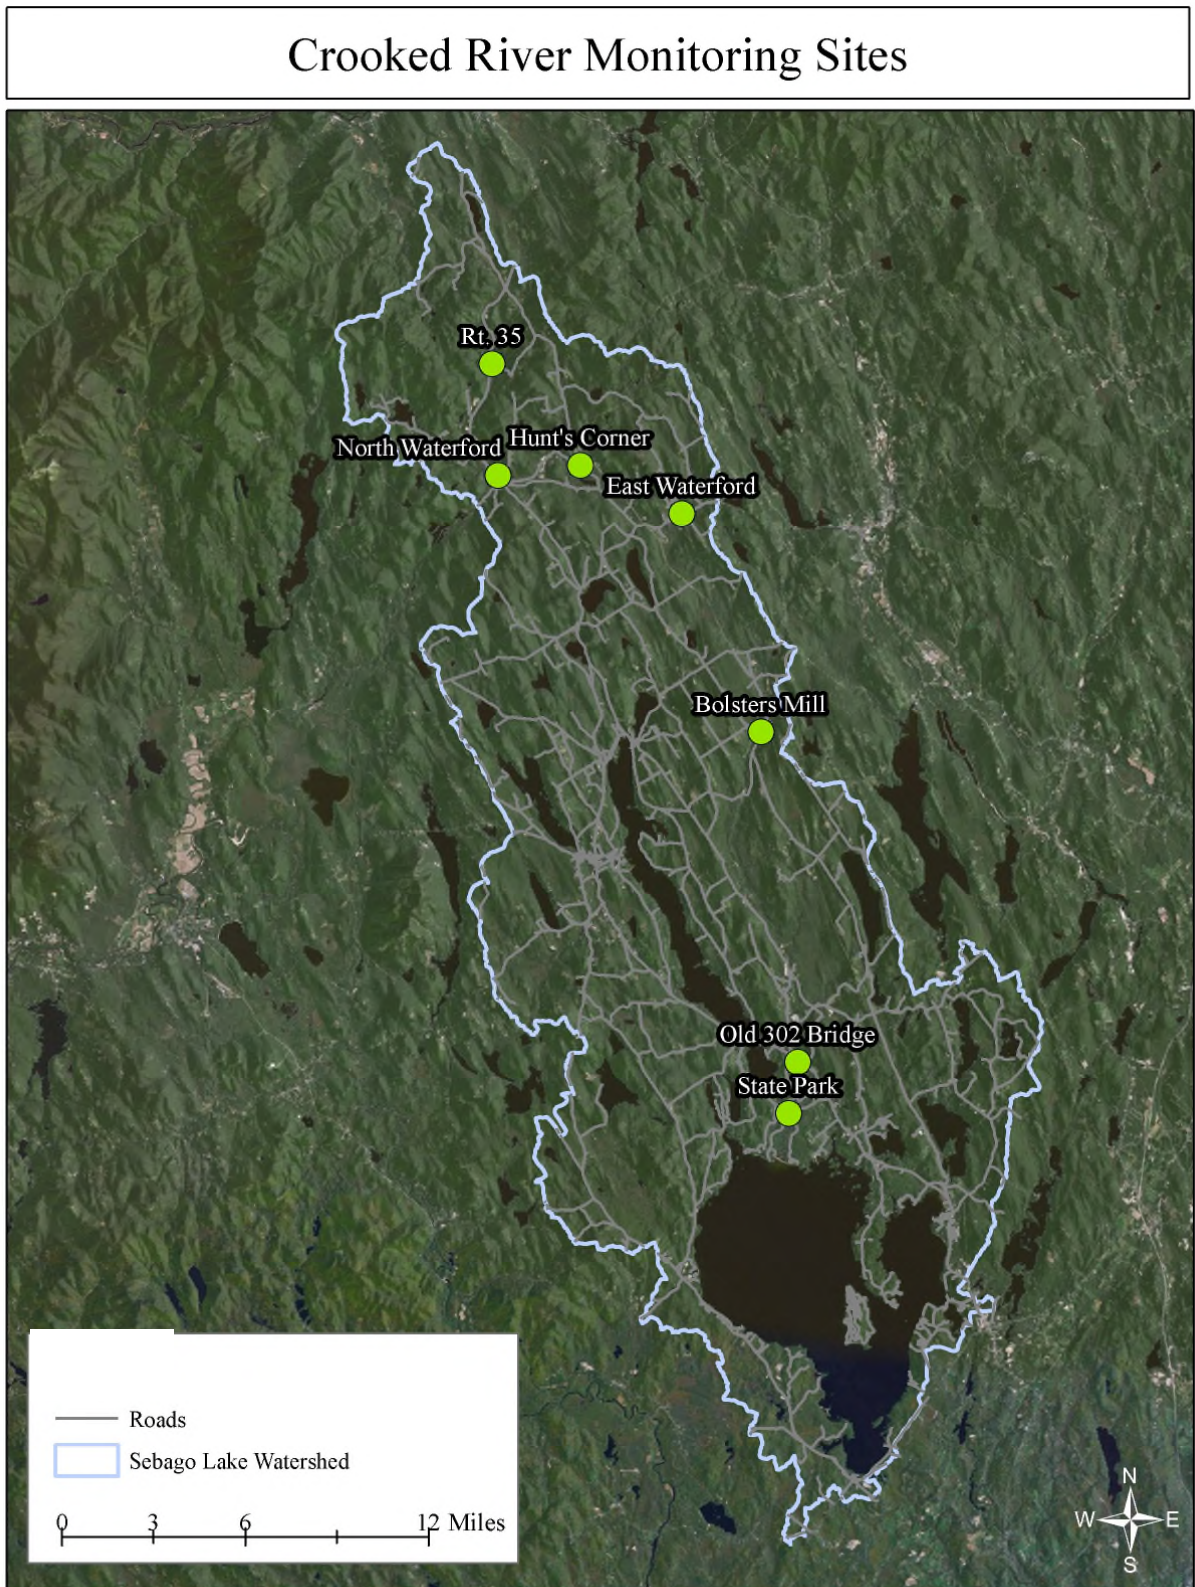 Crooked River Monitoring Sites
Rt. 35
North Waterford
Hunt's Corner
East Waterford
Bolsters Mill
Old 302 Bridge
State Park
Roads
Sebago Lake Watershed
0 3 6 12 Miles
N
W E
S